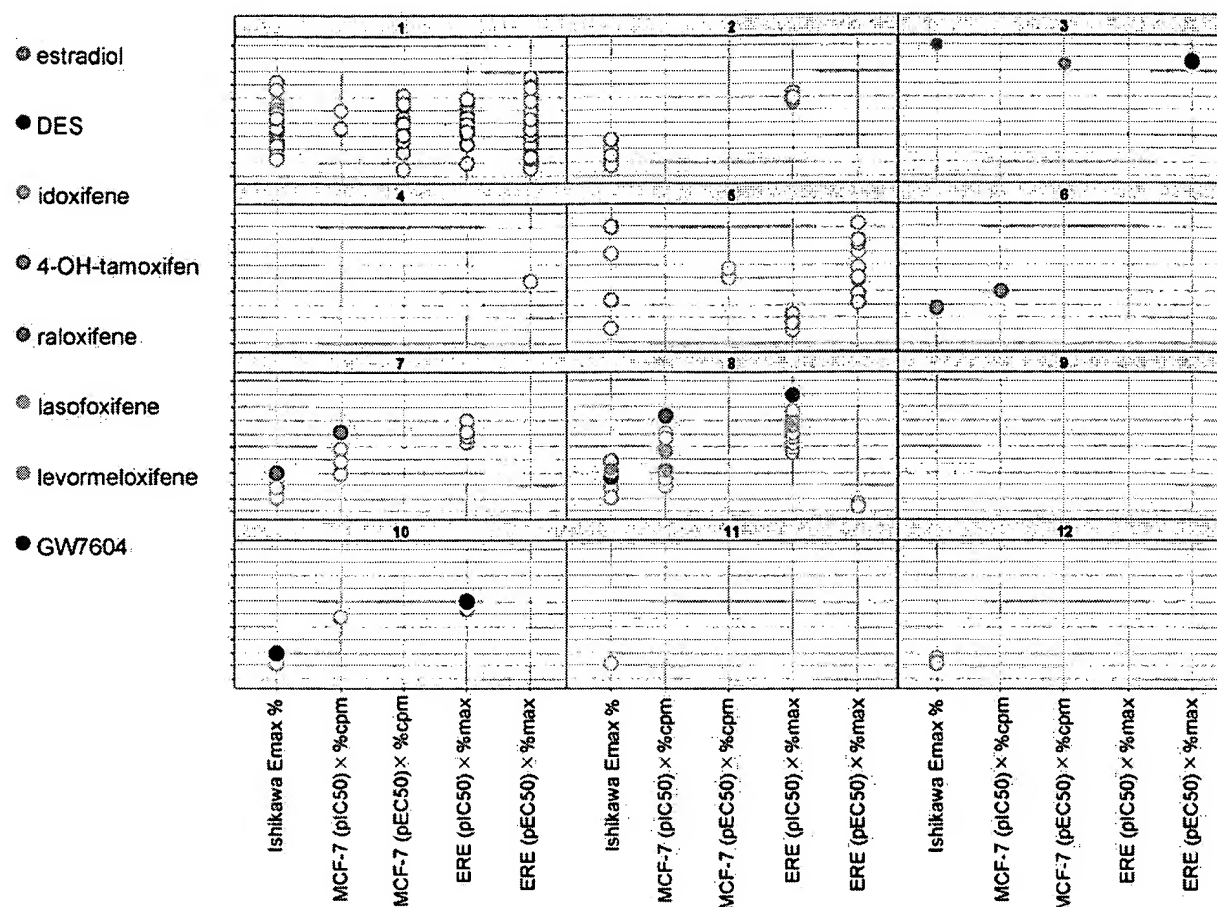 estradiol
DES
idoxifene
4-OH-tamoxifen
raloxifene
lasofoxifene
levormeloxifene
GW7604
1 2 3
4 5 6
7 8 9
10 11 12
Ishikawa Emax %
MCF-7 (pIC50) × %cpm
MCF-7 (pEC50) × %cpm
ERE (pIC50) × %max
ERE (pEC50) × %max
Ishikawa Emax %
MCF-7 (pIC50) × %cpm
MCF-7 (pEC50) × %cpm
ERE (pIC50) × %max
ERE (pEC50) × %max
Ishikawa Emax %
MCF-7 (pIC50) × %cpm
MCF-7 (pEC50) × %cpm
ERE (pIC50) × %max
ERE (pEC50) × %max